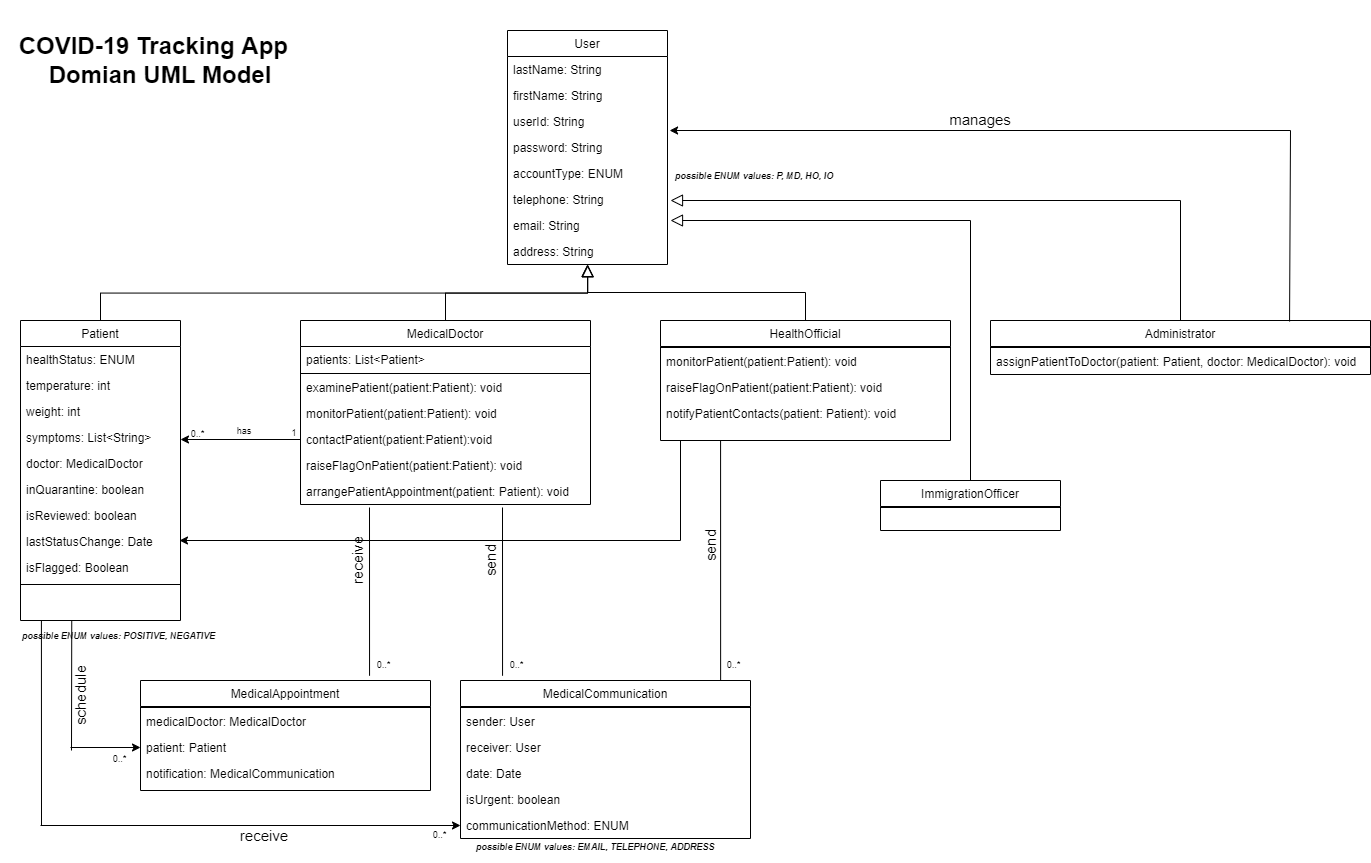 COVID-19 Tracking App
Domian UML Model
User
lastName: String
firstName: String
userId: String
password: String
accountType: ENUM
telephone: String
email: String
address: String
manages
possible ENUM values: P, MD, HO, IO
Patient
healthStatus: ENUM
temperature: int
weight: int
symptoms: List<String>
doctor: MedicalDoctor
inQuarantine: boolean
isReviewed: boolean
lastStatusChange: Date
isFlagged: Boolean
possible ENUM values: POSITIVE, NEGATIVE
0..*
has
1
MedicalDoctor
patients: List<Patient>
examinePatient(patient:Patient): void
monitorPatient(patient:Patient): void
contactPatient(patient:Patient):void
raiseFlagOnPatient(patient:Patient): void
arrangePatientAppointment(patient: Patient): void
HealthOfficial
monitorPatient(patient:Patient): void
raiseFlagOnPatient(patient:Patient): void
notifyPatientContacts(patient: Patient): void
Administrator
assignPatientToDoctor(patient: Patient, doctor: MedicalDoctor): void
ImmigrationOfficer
receive
send
send
0..*
0..*
0..*
schedule
0..*
MedicalAppointment
medicalDoctor: MedicalDoctor
patient: Patient
notification: MedicalCommunication
MedicalCommunication
sender: User
receiver: User
date: Date
isUrgent: boolean
communicationMethod: ENUM
receive
0..*
possible ENUM values: EMAIL, TELEPHONE, ADDRESS